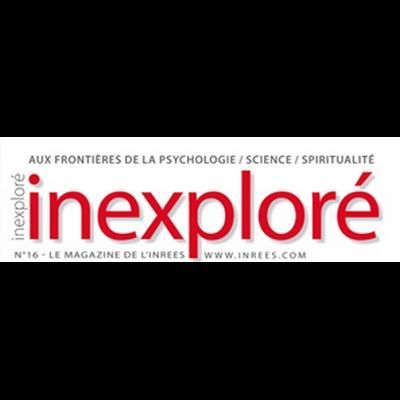 AUX FRONTIÈRES DE LA PSYCHOLOGIE / SCIENCE / SPIRITUALITÉ
inexploré
inexploré
N°16 - LE MAGAZINE DE L'INREES WWW.INREES.COM